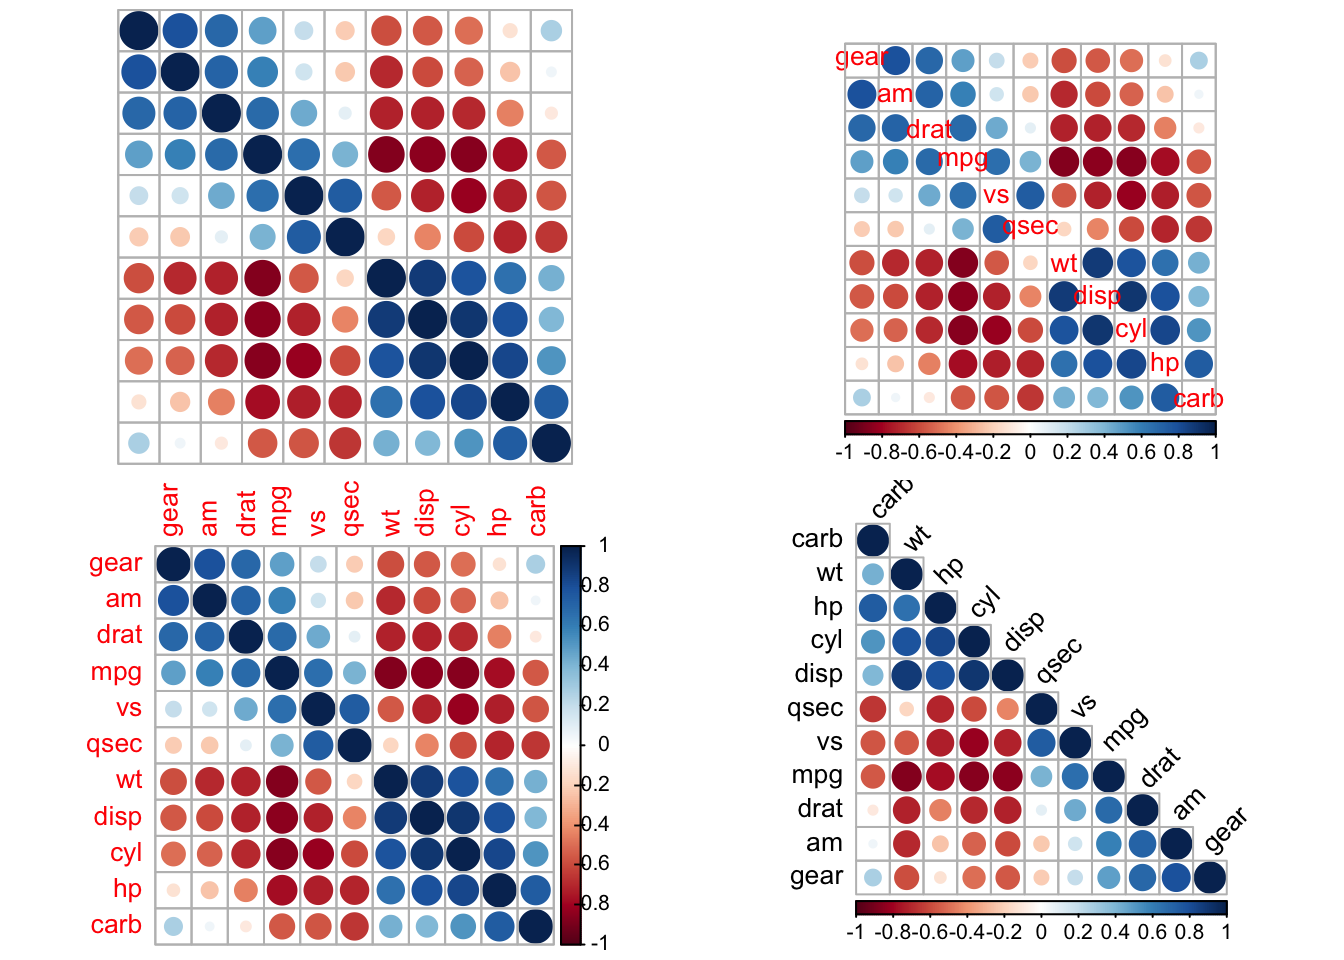 gear
am
drat
mpg
vs
qsec
wt
disp
cyl
hp
carb
-1 -0.8 -0.6 -0.4 -0.2 0 0.2 0.4 0.6 0.8 1
gear am drat mpg vs qsec wt disp cyl hp carb
gear
am
drat
mpg
vs
qsec
wt
disp
cyl
hp
carb
1
0.8
0.6
0.4
0.2
0
-0.2
-0.4
-0.6
-0.8
-1
carb wt hp cyl disp qsec vs mpg drat am gear
carb
wt
hp
cyl
disp
qsec
vs
mpg
drat
am
gear
-1 -0.8 -0.6 -0.4 -0.2 0 0.2 0.4 0.6 0.8 1